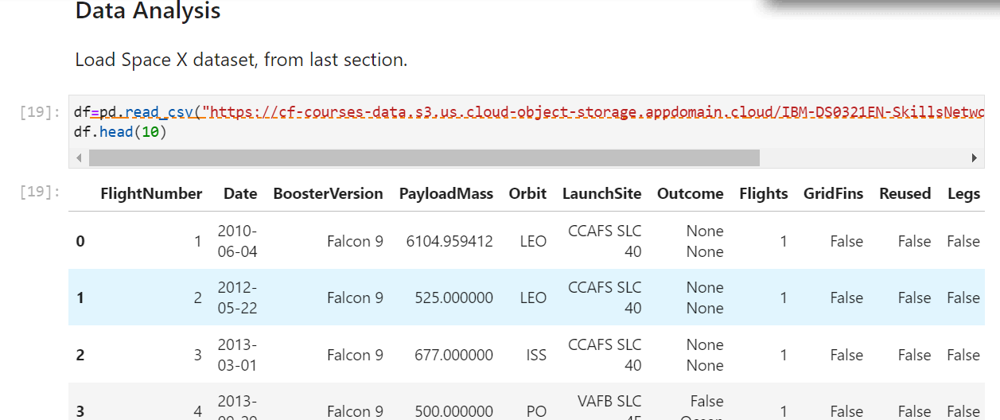 Data Analysis
Load Space X dataset, from last section.
[19]: df=pd.read_csv("https://cf-courses-data.s3.us.cloud-object-storage.appdomain.cloud/IBM-DS0321EN-SkillsNetwo
df.head(10)
[19]: FlightNumber Date BoosterVersion PayloadMass Orbit LaunchSite Outcome Flights GridFins Reused Legs
0 1 2010-06-04 Falcon 9 6104.959412 LEO CCAFS SLC 40 None None 1 False False False
1 2 2012-05-22 Falcon 9 525.000000 LEO CCAFS SLC 40 None None 1 False False False
2 3 2013-03-01 Falcon 9 677.000000 ISS CCAFS SLC 40 None None 1 False False False
3 4 2013- Falcon 9 500.000000 PO VAFB SLC False 1 False False False